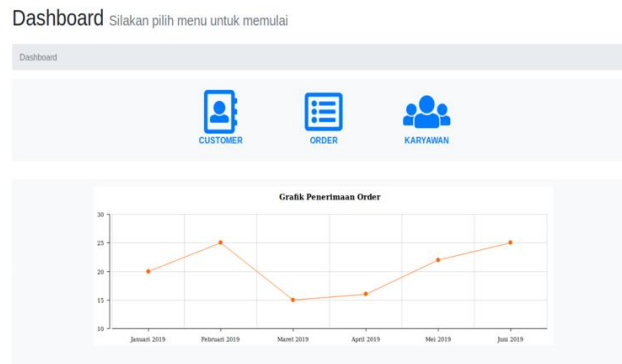 Dashboard Silakan pilih menu untuk memulai
Dashboard
CUSTOMER ORDER KARYAWAN
Grafik Penerimaan Order
30
25
20
15
10
Januari 2019 Februari 2019 Maret 2019 April 2019 Mei 2019 Juni 2019